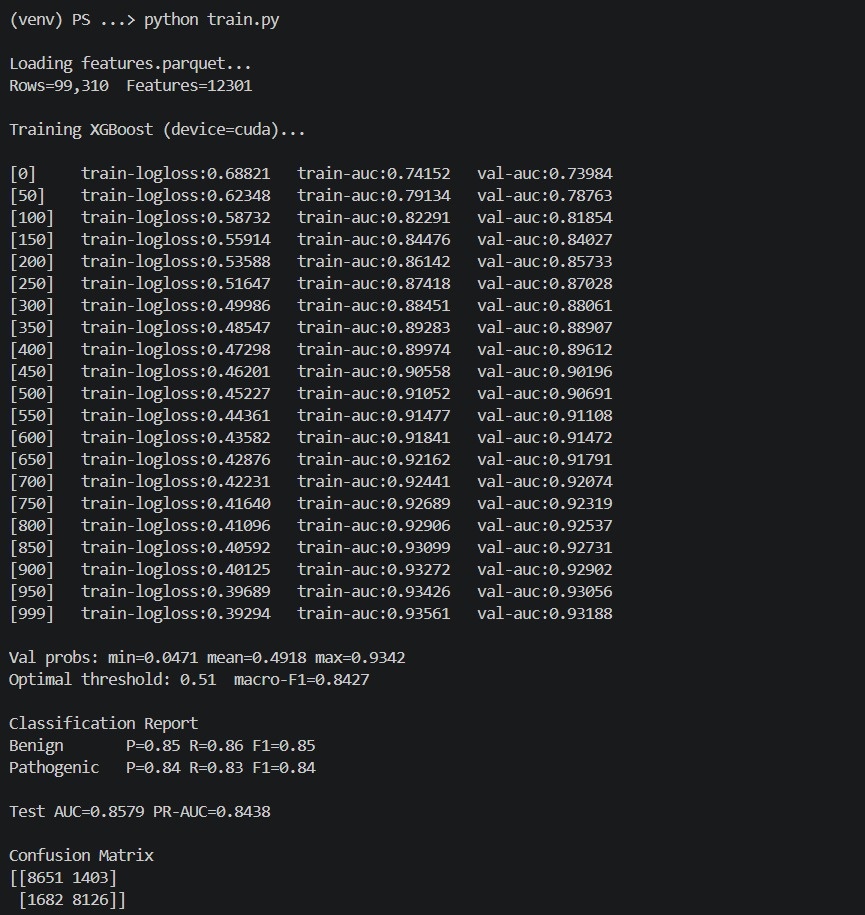 (venv) PS ...> python train.py
Loading features.parquet...
Rows=99,310 Features=12301
Training XGBoost (device=cuda)...
[0] train-logloss:0.68821 train-auc:0.74152 val-auc:0.73984
[50] train-logloss:0.62348 train-auc:0.79134 val-auc:0.78763
[100] train-logloss:0.58732 train-auc:0.82291 val-auc:0.81854
[150] train-logloss:0.55914 train-auc:0.84476 val-auc:0.84027
[200] train-logloss:0.53588 train-auc:0.86142 val-auc:0.85733
[250] train-logloss:0.51647 train-auc:0.87418 val-auc:0.87028
[300] train-logloss:0.49986 train-auc:0.88451 val-auc:0.88061
[350] train-logloss:0.48547 train-auc:0.89283 val-auc:0.88907
[400] train-logloss:0.47298 train-auc:0.89974 val-auc:0.89612
[450] train-logloss:0.46201 train-auc:0.90558 val-auc:0.90196
[500] train-logloss:0.45227 train-auc:0.91052 val-auc:0.90691
[550] train-logloss:0.44361 train-auc:0.91477 val-auc:0.91108
[600] train-logloss:0.43582 train-auc:0.91841 val-auc:0.91472
[650] train-logloss:0.42876 train-auc:0.92162 val-auc:0.91791
[700] train-logloss:0.42231 train-auc:0.92441 val-auc:0.92074
[750] train-logloss:0.41640 train-auc:0.92689 val-auc:0.92319
[800] train-logloss:0.41096 train-auc:0.92906 val-auc:0.92537
[850] train-logloss:0.40592 train-auc:0.93099 val-auc:0.92731
[900] train-logloss:0.40125 train-auc:0.93272 val-auc:0.92902
[950] train-logloss:0.39689 train-auc:0.93426 val-auc:0.93056
[999] train-logloss:0.39294 train-auc:0.93561 val-auc:0.93188
Val probs: min=0.0471 mean=0.4918 max=0.9342
Optimal threshold: 0.51 macro-F1=0.8427
Classification Report
Benign P=0.85 R=0.86 F1=0.85
Pathogenic P=0.84 R=0.83 F1=0.84
Test AUC=0.8579 PR-AUC=0.8438
Confusion Matrix
[[8651 1403]
[1682 8126]]